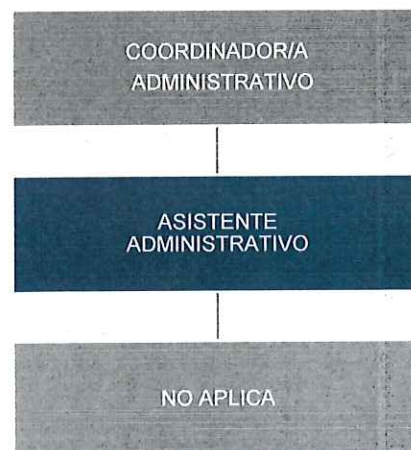 COORDINADOR/A
ADMINISTRATIVO
ASISTENTE
ADMINISTRATIVO
NO APLICA